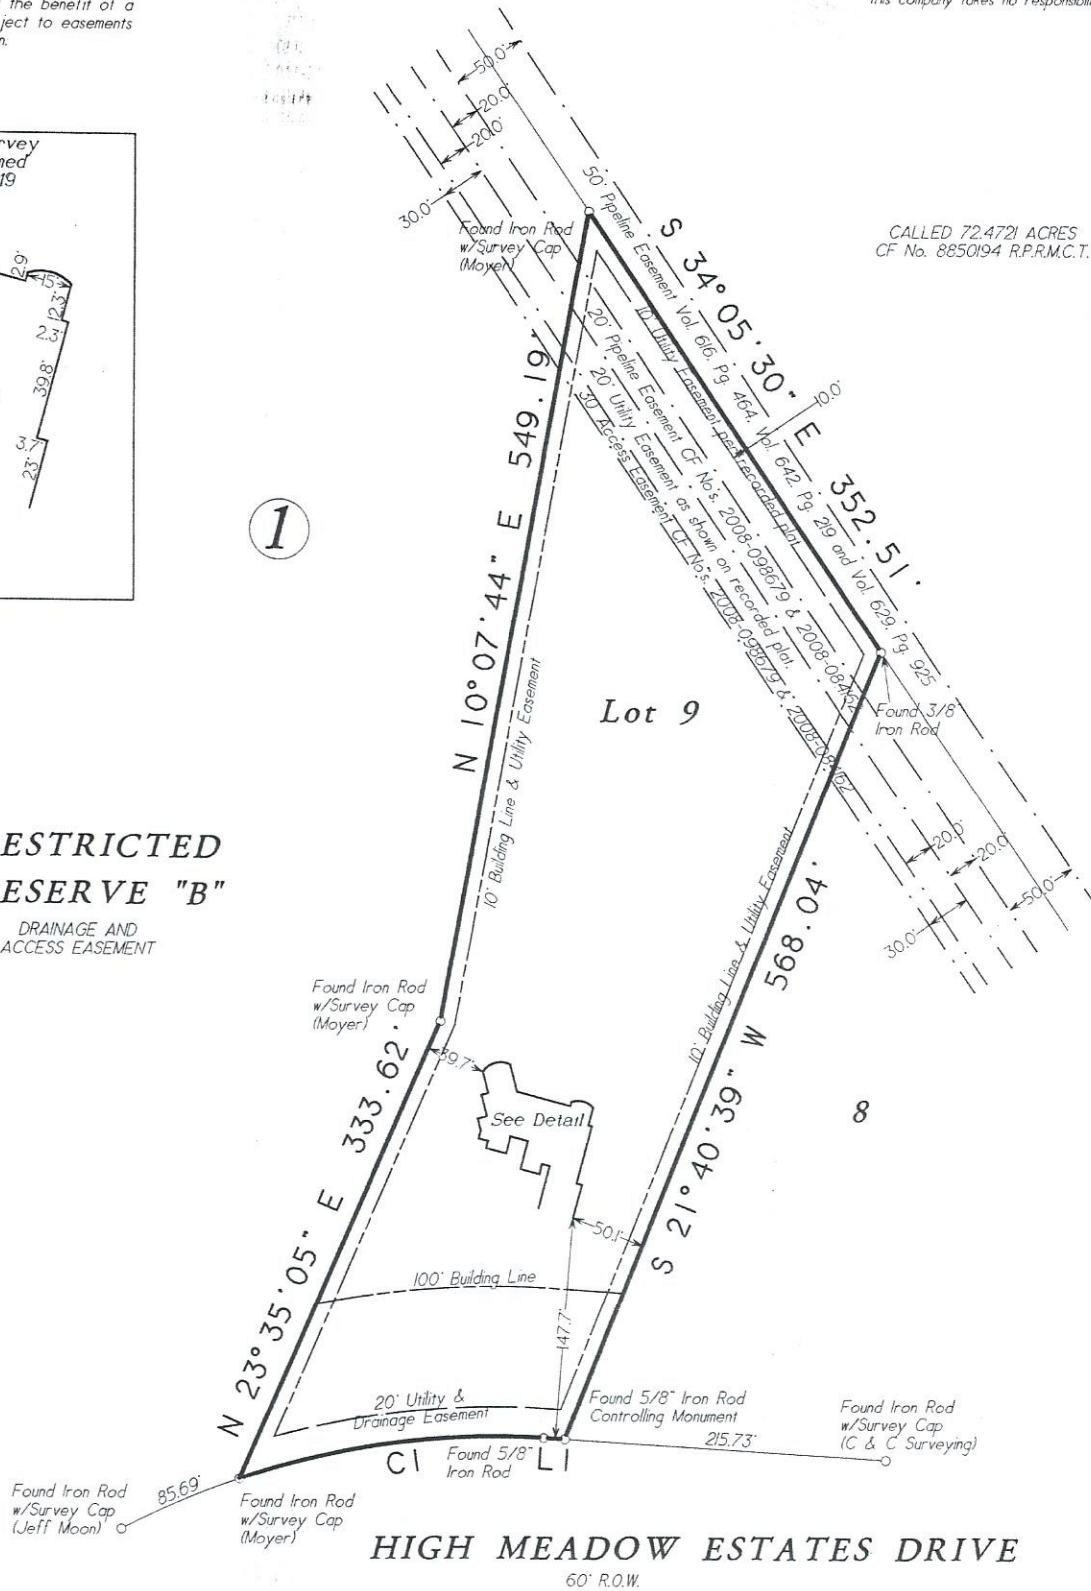 the benefit of a
ject to easements
n.
This company takes no responsibili
rvey
ned
19
2.9'
15'
12.3'
2.3'
39.8'
3.7'
23'
50.0'
20.0'
20.0'
30.0'
Found Iron Rod
w/Survey Cap
(Moyer)
CALLED 72.4721 ACRES
CF No. 8850194 R.P.R.M.C.T.
S 34° 05' 30" E 352.51'
50' Pipeline Easement Vol. 616, Pg. 464, Vol. 642, Pg. 219 and Vol. 629, Pg. 925
10' Utility Easement per recorded plat
10.0'
20' Pipeline Easement CF No's. 2008-098679 & 2008-084162
20' Utility Easement as shown on recorded plat.
30' Access Easement CF No's. 2008-098679 & 2008-084162
N 10° 07' 44" E 549.19'
1
10' Building Line & Utility Easement
Lot 9
Found 3/8"
Iron Rod
ESTRICTED
ESERVE "B"
DRAINAGE AND
ACCESS EASEMENT
20.0'
20.0'
50.0'
30.0'
10' Building Line & Utility Easement
S 21° 40' 39" W 568.04'
Found Iron Rod
w/Survey Cap
(Moyer)
39.7'
See Detail
8
N 23° 35' 05" E 333.62'
50.1'
100' Building Line
147.7'
20' Utility &
Drainage Easement
Found 5/8" Iron Rod
Controlling Monument
215.73'
Found Iron Rod
w/Survey Cap
(C & C Surveying)
C1
Found 5/8"
Iron Rod
L1
85.69'
Found Iron Rod
w/Survey Cap
(Jeff Moon)
Found Iron Rod
w/Survey Cap
(Moyer)
HIGH MEADOW ESTATES DRIVE
60' R.O.W.